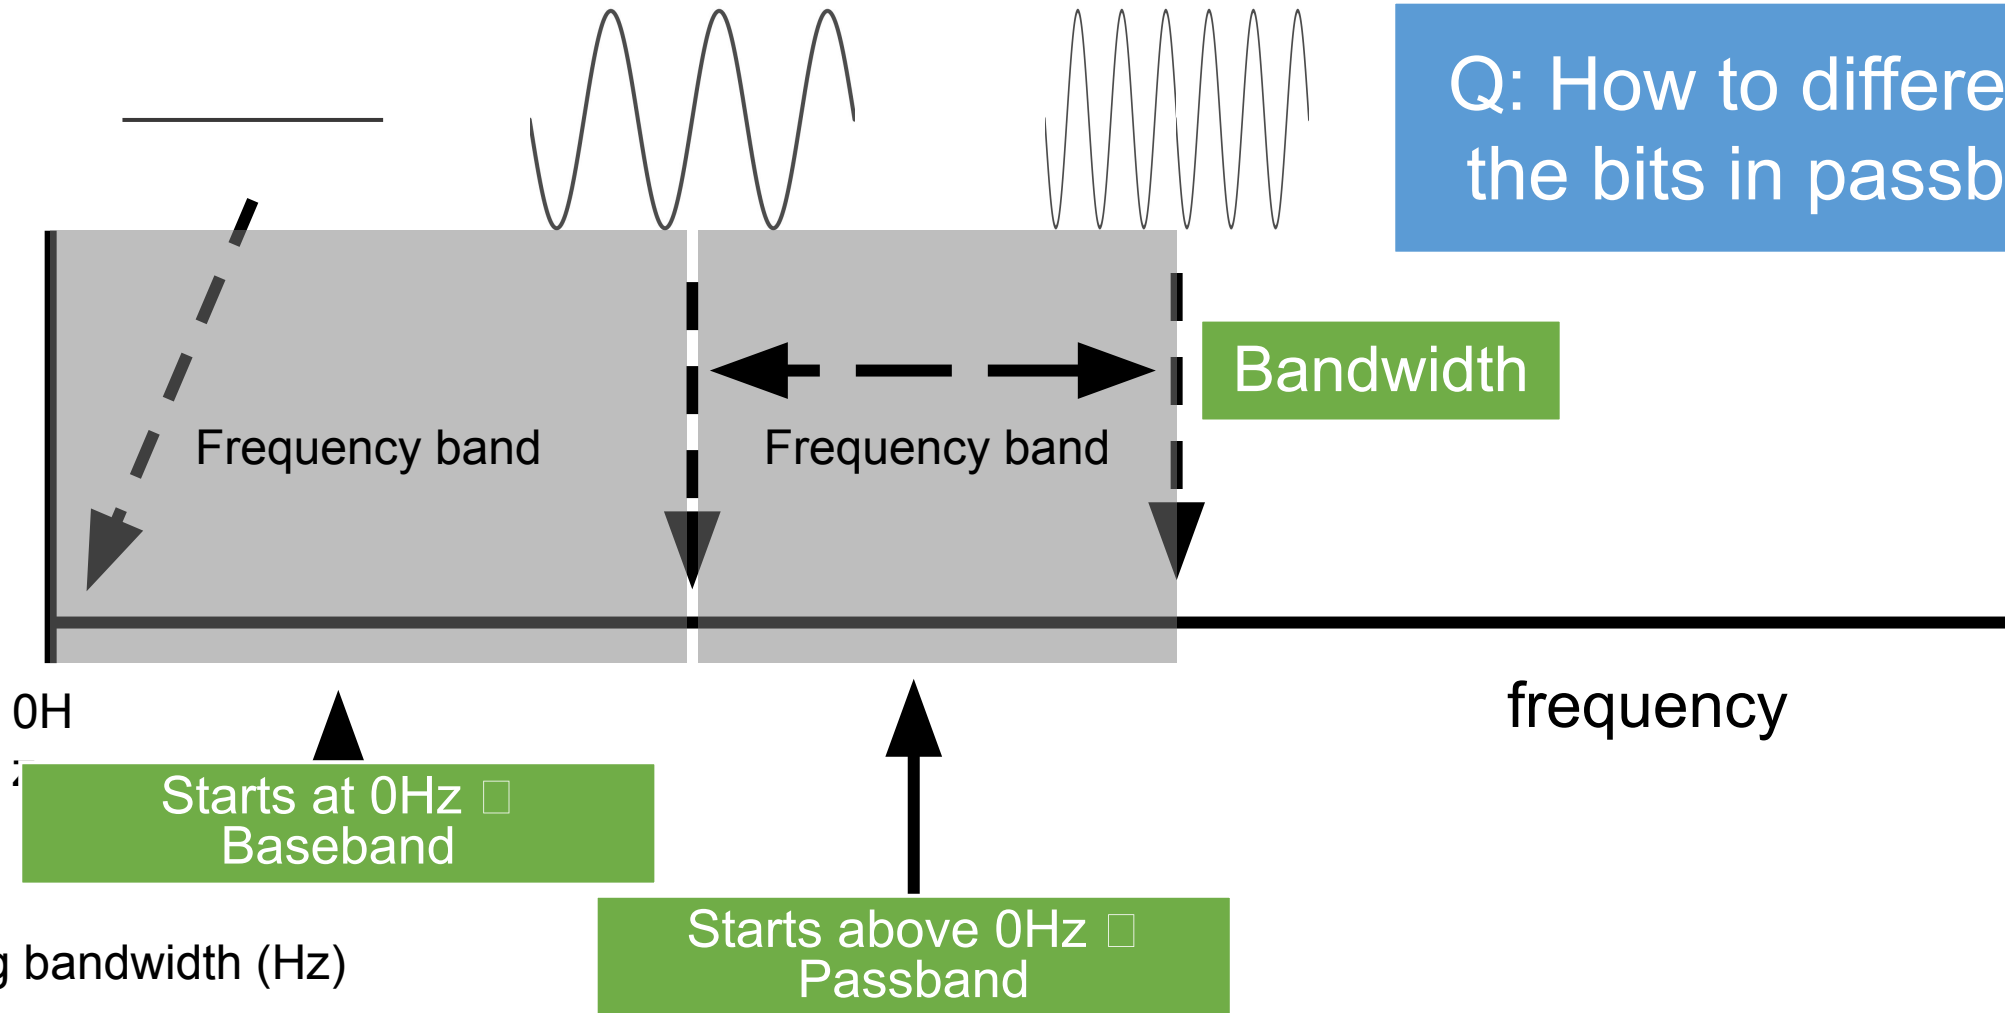 Q: How to differe
the bits in passb
Bandwidth
Frequency band
Frequency band
0H
frequency
Starts at 0Hz
Baseband
Starts above 0Hz
Passband
g bandwidth (Hz)